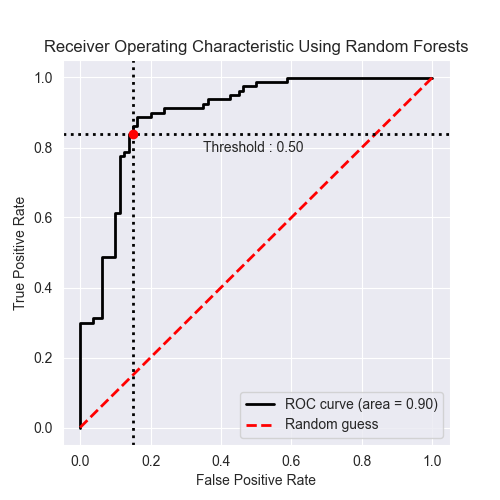 Receiver Operating Characteristic Using Random Forests
1.0
0.8
0.6
0.4
0.2
0.0
True Positive Rate
Threshold : 0.50
ROC curve (area = 0.90)
Random guess
0.0 0.2 0.4 0.6 0.8 1.0
False Positive Rate